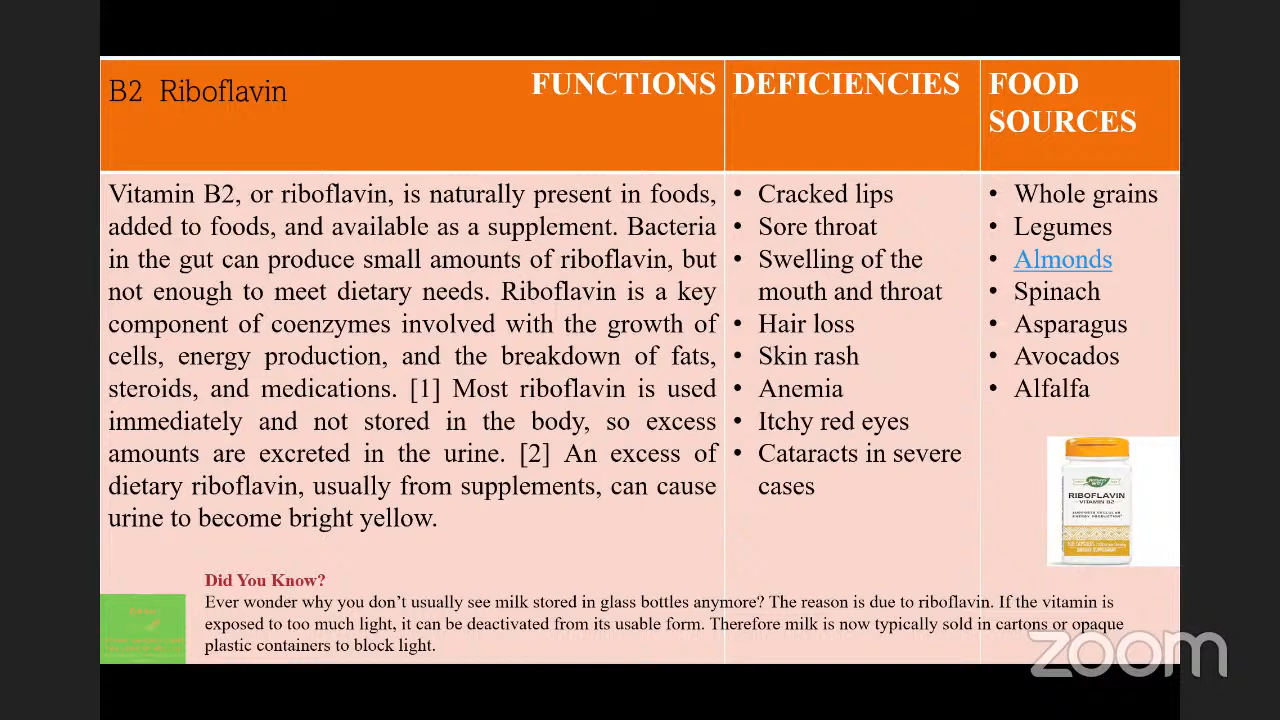 B2 Riboflavin
FUNCTIONS
DEFICIENCIES
FOOD
SOURCES
Vitamin B2, or riboflavin, is naturally present in foods,
added to foods, and available as a supplement. Bacteria
in the gut can produce small amounts of riboflavin, but
not enough to meet dietary needs. Riboflavin is a key
component of coenzymes involved with the growth of
cells, energy production, and the breakdown of fats,
steroids, and medications. [1] Most riboflavin is used
immediately and not stored in the body, so excess
amounts are excreted in the urine. [2] An excess of
dietary riboflavin, usually from supplements, can cause
urine to become bright yellow.
• Cracked lips
• Sore throat
• Swelling of the
mouth and throat
• Hair loss
• Skin rash
• Anemia
• Itchy red eyes
• Cataracts in severe
cases
• Whole grains
• Legumes
• Almonds
• Spinach
• Asparagus
• Avocados
• Alfalfa
RIBOFLAVIN
VITAMIN B2
SUPPORTS CELLULAR
ENERGY PRODUCTION*
DIETARY SUPPLEMENT
Did You Know?
Ever wonder why you don’t usually see milk stored in glass bottles anymore? The reason is due to riboflavin. If the vitamin is
exposed to too much light, it can be deactivated from its usable form. Therefore milk is now typically sold in cartons or opaque
plastic containers to block light.
zoom